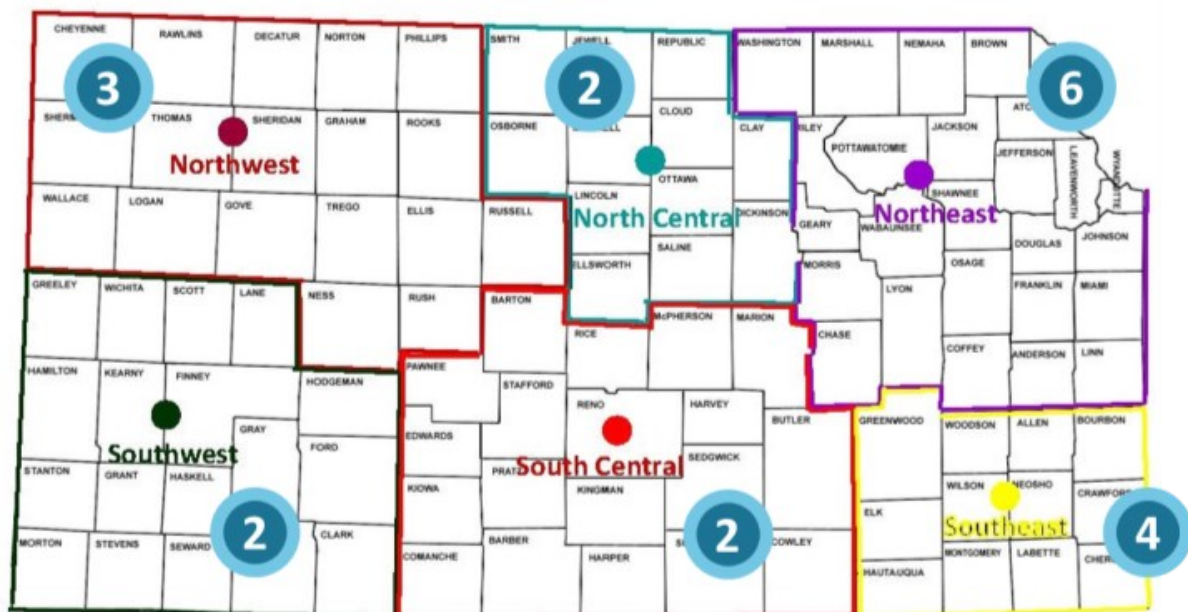 CHEYENNE RAWLINS DECATUR NORTON PHILLIPS SMITH JEWELL REPUBLIC WASHINGTON MARSHALL NEMAHA BROWN
3 2 6
THOMAS SHERIDAN GRAHAM ROOKS OSBORNE CLOUD CLAY RILEY POTTAWATOMIE JACKSON JEFFERSON LEAVENWORTH WYANDOTTE
Northwest
North Central
Northeast
WALLACE LOGAN GOVE TREGO ELLIS RUSSELL LINCOLN OTTAWA DICKINSON GEARY WABAUNSEE SHAWNEE DOUGLAS JOHNSON
ELLSWORTH SALINE MORRIS OSAGE
GREELEY WICHITA SCOTT LANE NESS RUSH BARTON RICE McPHERSON MARION CHASE LYON FRANKLIN MIAMI
HAMILTON KEARNY FINNEY HODGEMAN PAWNEE STAFFORD COFFEY ANDERSON LINN
RENO HARVEY BUTLER GREENWOOD WOODSON ALLEN BOURBON
GRAY FORD EDWARDS
Southwest
South Central
SEDGWICK
STANTON GRANT HASKELL KIOWA KINGMAN WILSON NEOSHO
Southeast
ELK
2 2 4
MORTON STEVENS SEWARD CLARK COMANCHE BARBER HARPER MONTGOMERY LABETTE